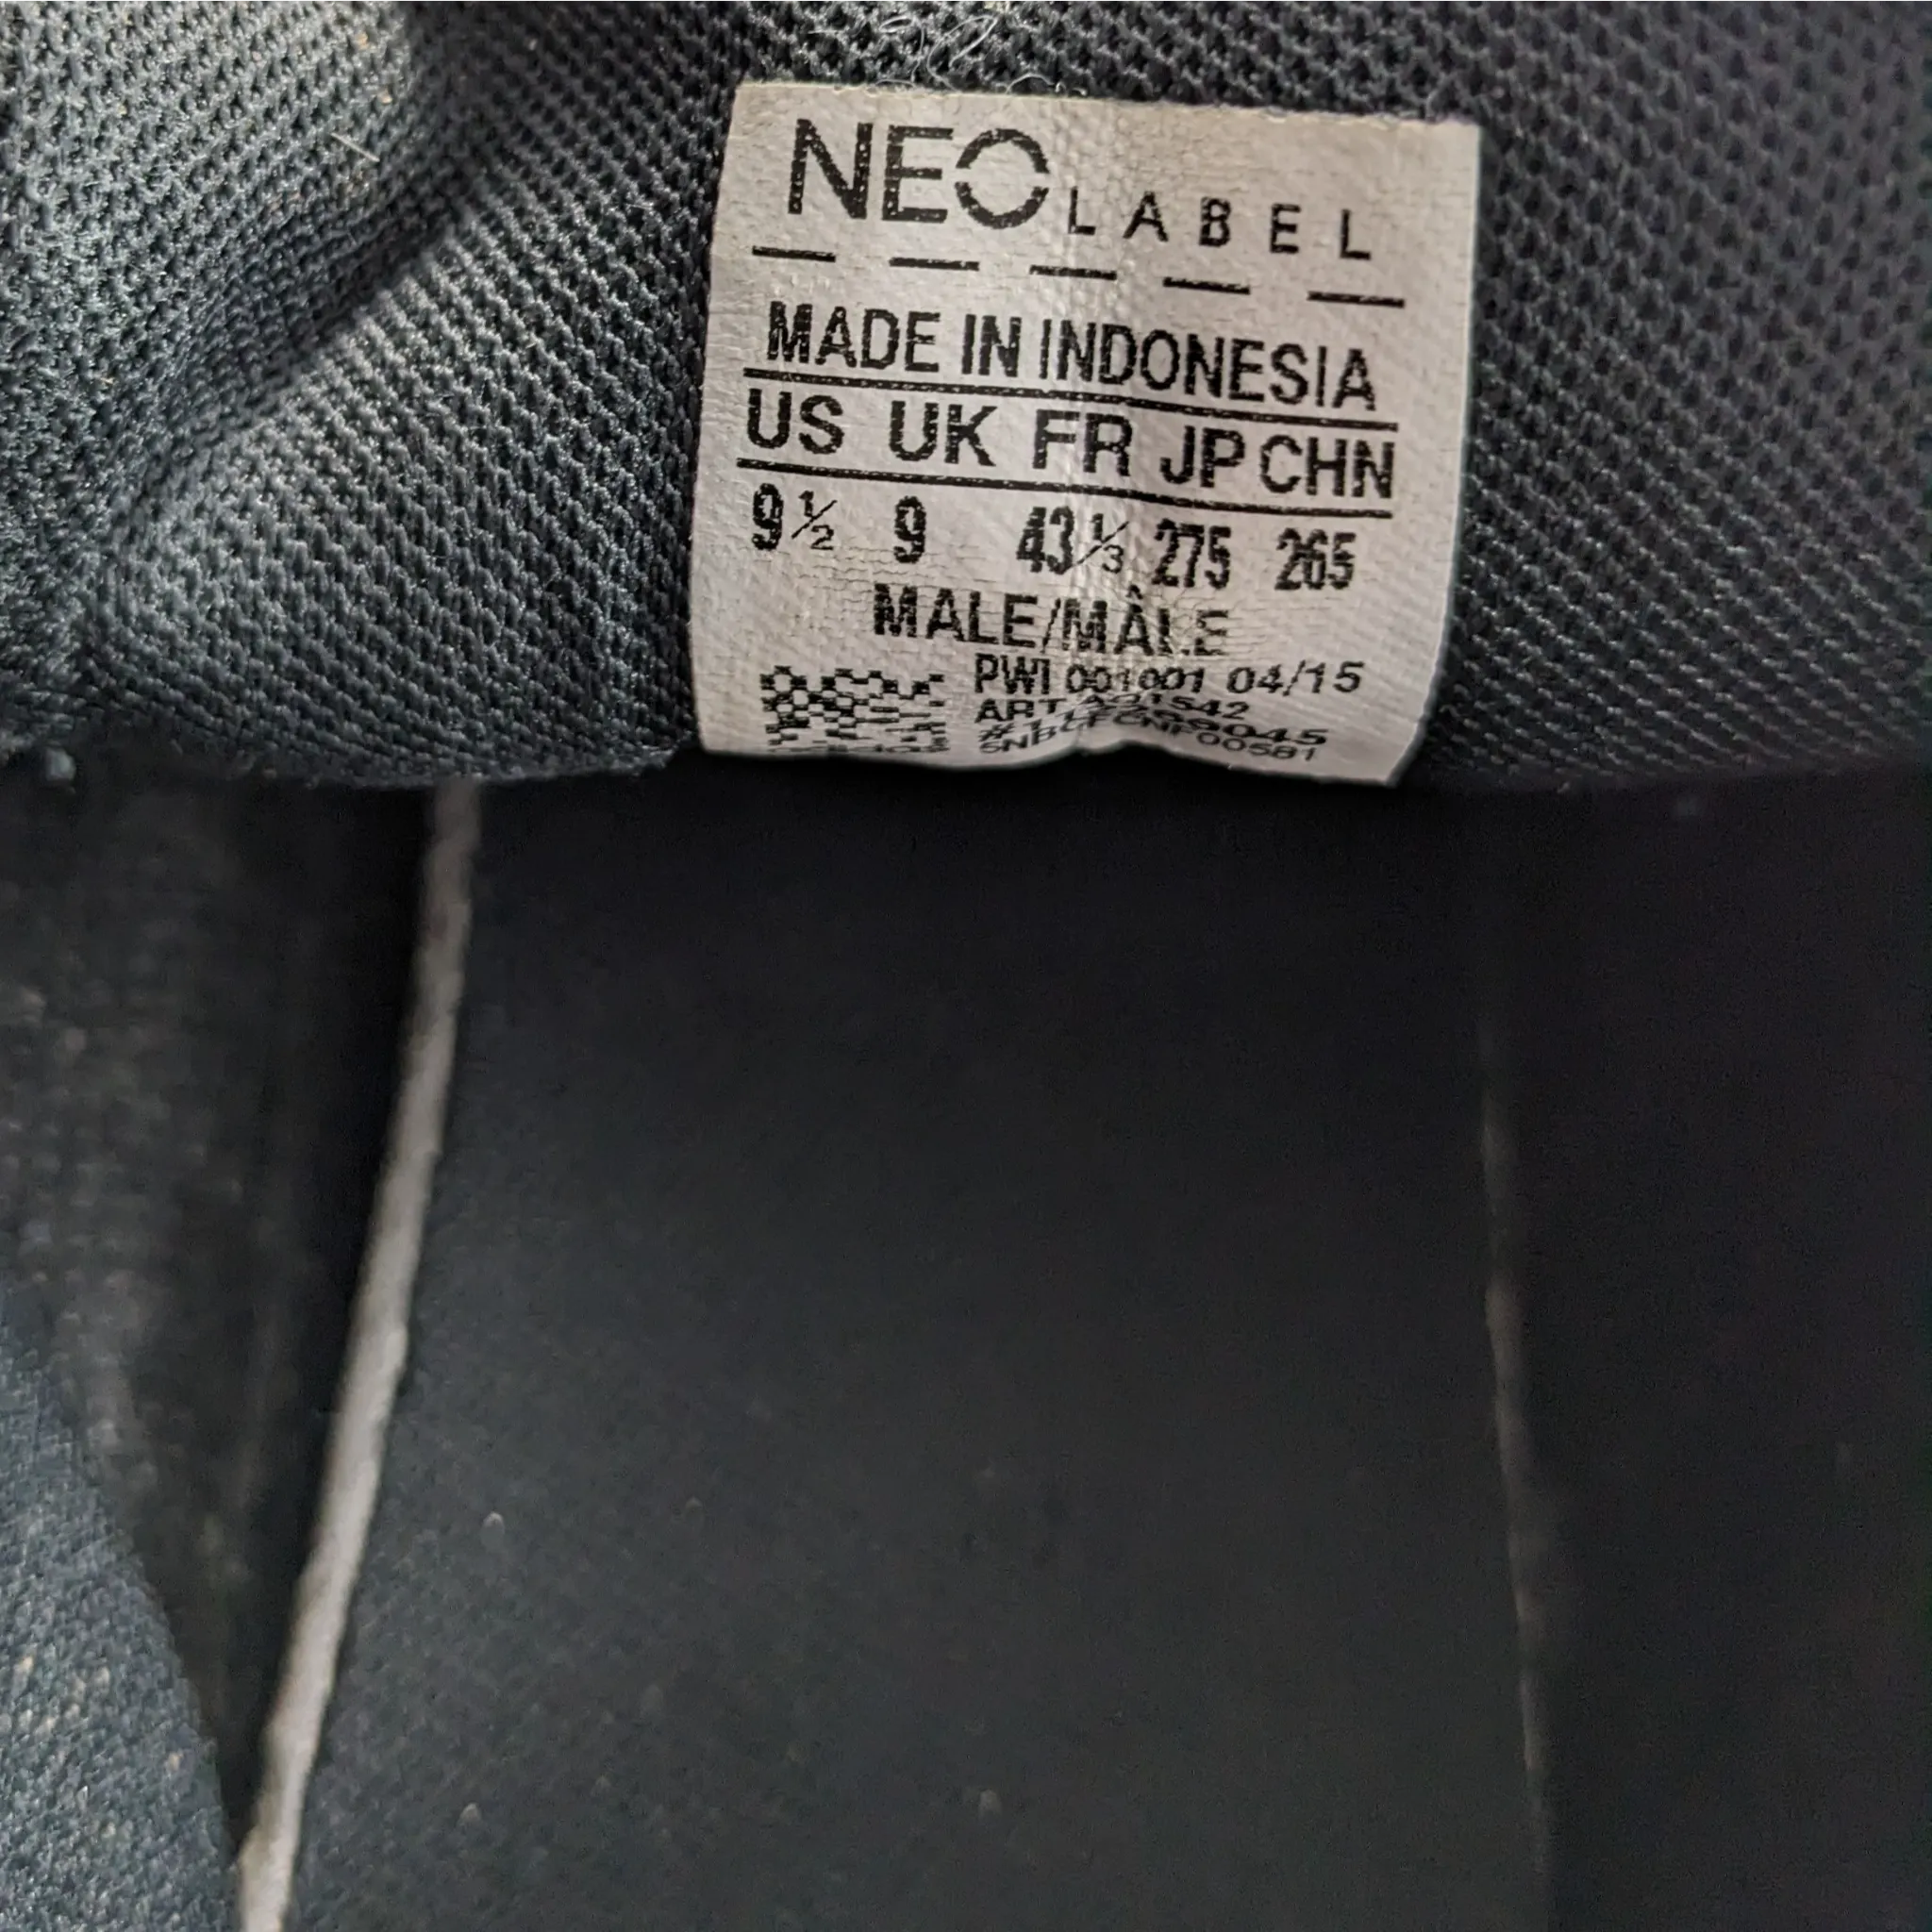 NEO LABEL
MADE IN INDONESIA
US UK FR JP CHN
9½ 9 43⅓ 275 265
MALE/MÂLE
PWI 001001 04/15
ART